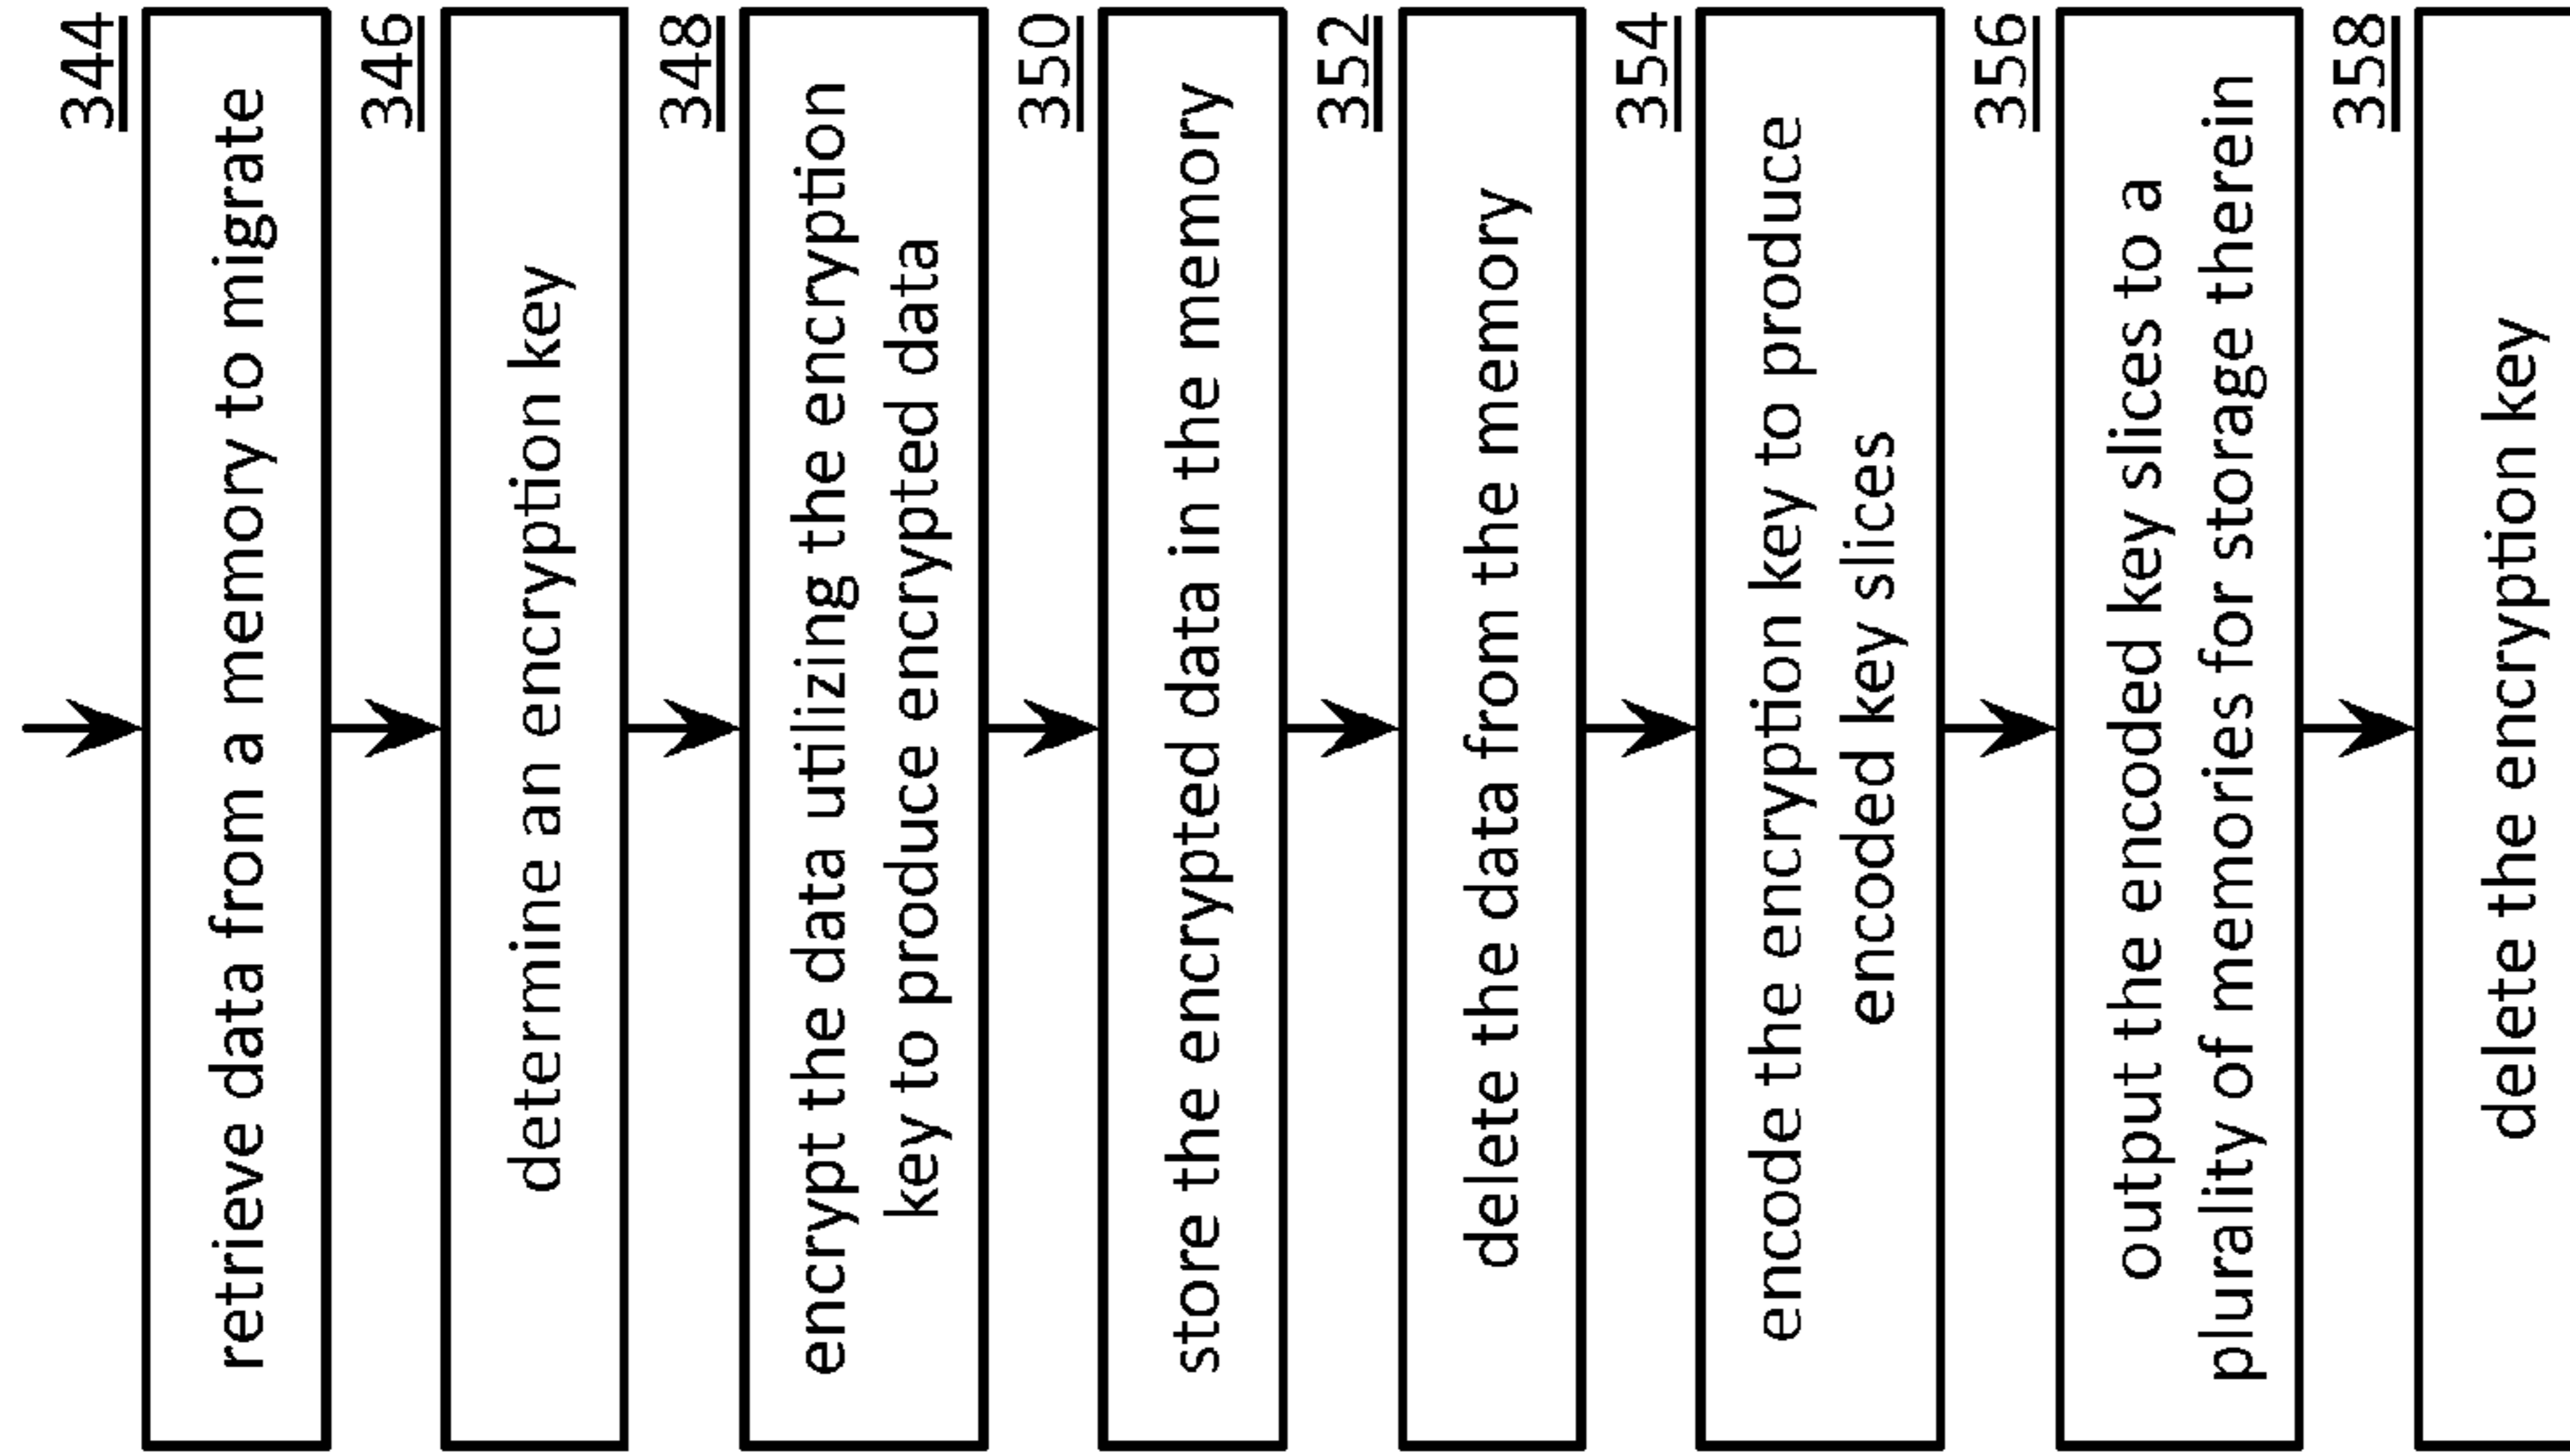 344
retrieve data from a memory to migrate
346
determine an encryption key
348
encrypt the data utilizing the encryption
key to produce encrypted data
350
store the encrypted data in the memory
352
delete the data from the memory
354
encode the encryption key to produce
encoded key slices
356
output the encoded key slices to a
plurality of memories for storage therein
358
delete the encryption key